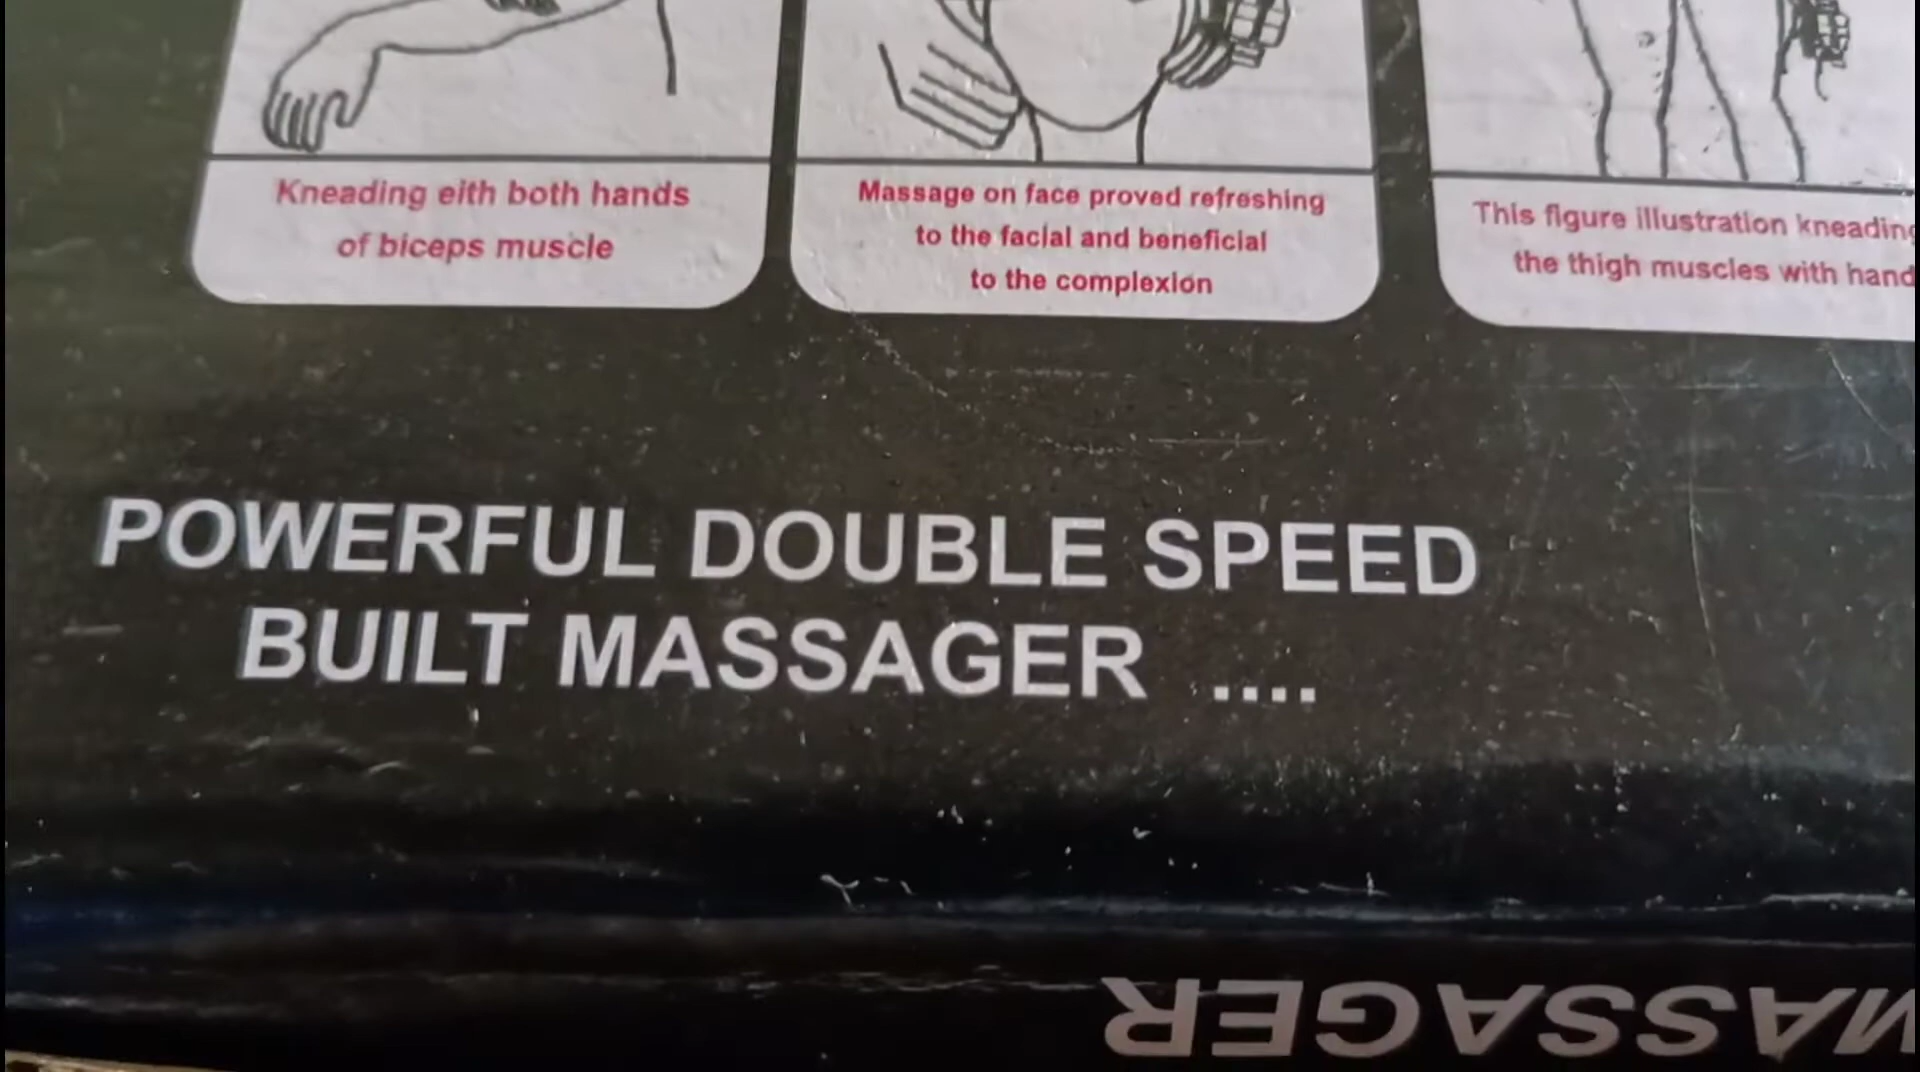 Kneading eith both hands
of biceps muscle
Massage on face proved refreshing
to the facial and beneficial
to the complexion
This figure illustration kneading
the thigh muscles with hand
POWERFUL DOUBLE SPEED
BUILT MASSAGER ....
MASSAGER